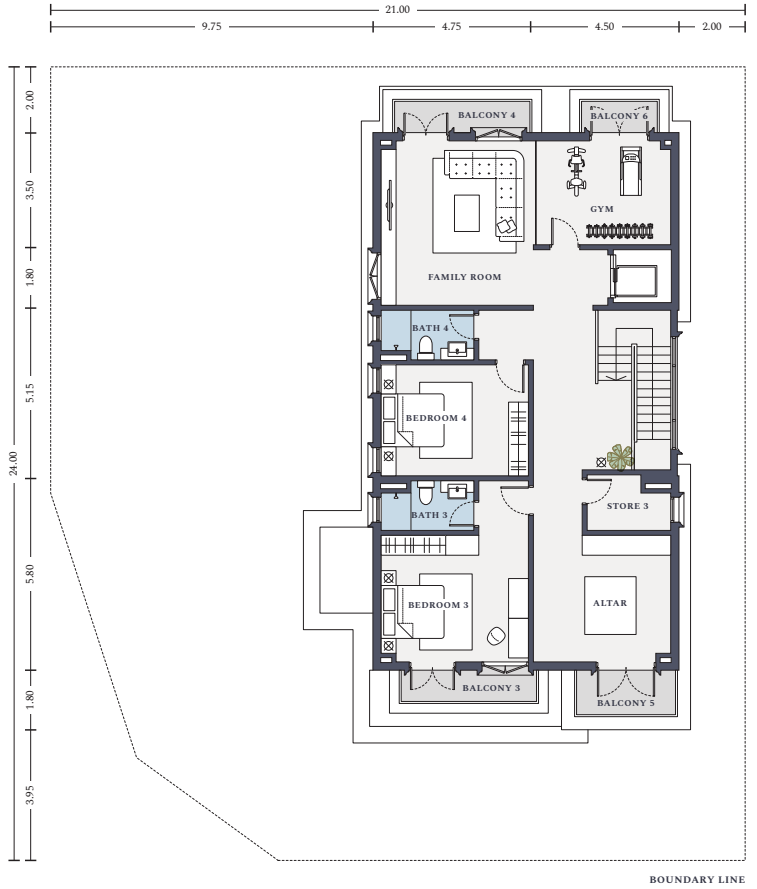 21.00
9.75
4.75
4.50
2.00
2.00
BALCONY 4
BALCONY 6
3.50
GYM
FAMILY ROOM
1.80
BATH 4
5.15
BEDROOM 4
24.00
STORE 3
BATH 3
5.80
BEDROOM 3
ALTAR
BALCONY 3
BALCONY 5
1.80
3.95
BOUNDARY LINE